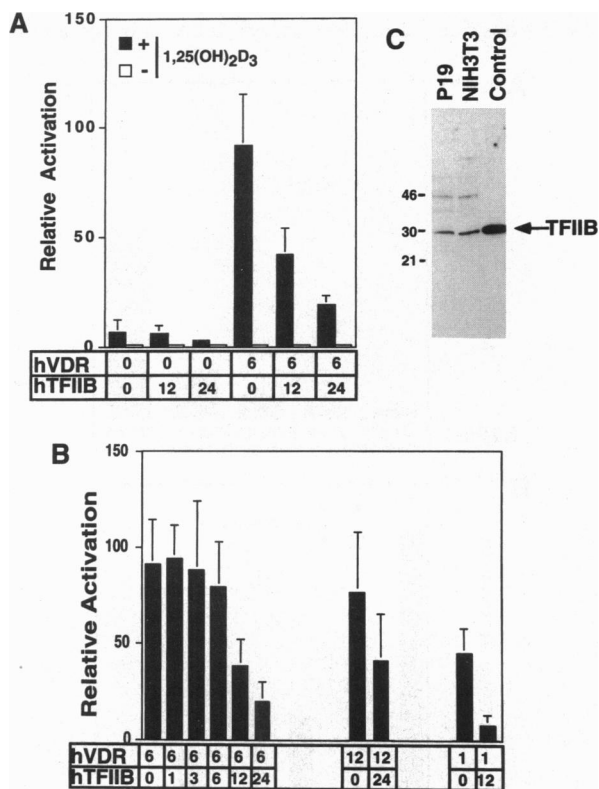 A
150
100
50
0
Relative Activation
+
-
1,25(OH)2D3
hVDR 0 0 0 6 6 6
hTFIIB 0 12 24 0 12 24
C
P19 NIH3T3 Control
46-
30-
21-
TFIIB
B
150
100
50
0
Relative Activation
hVDR 6 6 6 6 6 6 12 12 1 1
hTFIIB 0 1 3 6 12 24 0 24 0 12